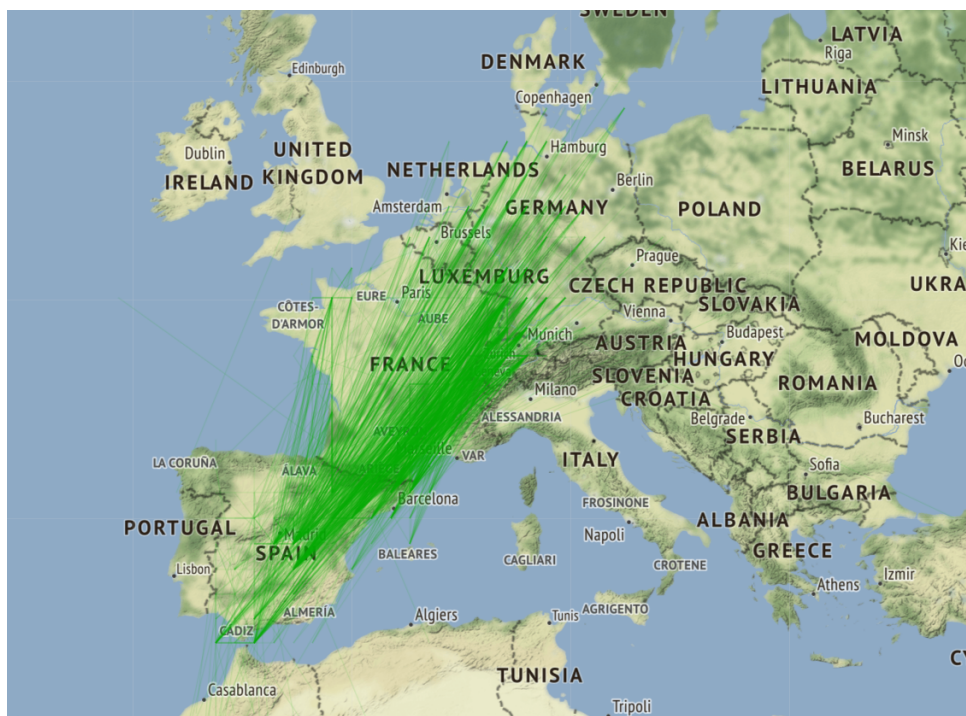 SWEDEN
LATVIA
Riga
DENMARK
Edinburgh
LITHUANIA
Copenhagen
Minsk
UNITED
KINGDOM
Dublin
IRELAND
Hamburg
NETHERLANDS
BELARUS
Berlin
Amsterdam
GERMANY
POLAND
Brussels
Kie
Prague
LUXEMBURG
CZECH REPUBLIC
UKRA
EURE
Paris
CÔTES-
D'ARMOR
SLOVAKIA
AUBE
Vienna
Munich
Budapest
MOLDOVA
AUSTRIA
HUNGARY
FRANCE
SLOVENIA
ROMANIA
Milano
CROATIA
ALESSANDRIA
Belgrade
Bucharest
SERBIA
VAR
ITALY
LA CORUÑA
ÁLAVA
Sofia
BULGARIA
Barcelona
FROSINONE
PORTUGAL
ALBANIA
Napoli
Madrid
SPAIN
BALEARES
CAGLIARI
CROTENE
GREECE
Lisbon
Athens
Izmir
ALMERÍA
Algiers
Tunis
AGRIGENTO
CÁDIZ
CY
TUNISIA
Casablanca
Tripoli